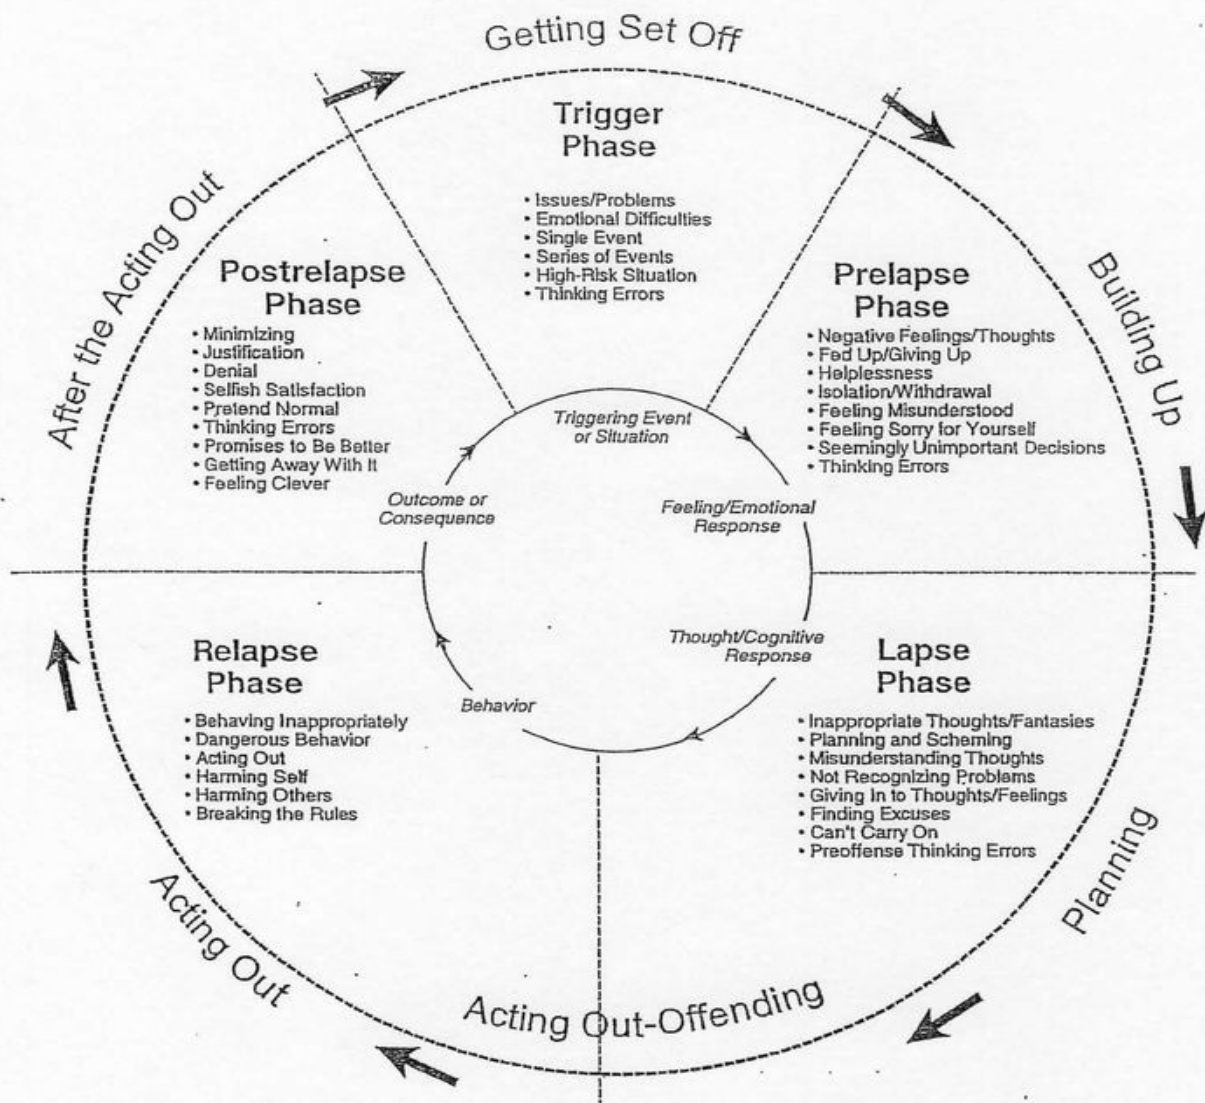 Getting Set Off
Trigger
Phase
• Issues/Problems
• Emotional Difficulties
• Single Event
• Series of Events
• High-Risk Situation
• Thinking Errors
Building Up
Prelapse
Phase
• Negative Feelings/Thoughts
• Fed Up/Giving Up
• Helplessness
• Isolation/Withdrawal
• Feeling Misunderstood
• Feeling Sorry for Yourself
• Seemingly Unimportant Decisions
• Thinking Errors
Planning
Lapse
Phase
• Inappropriate Thoughts/Fantasies
• Planning and Scheming
• Misunderstanding Thoughts
• Not Recognizing Problems
• Giving In to Thoughts/Feelings
• Finding Excuses
• Can't Carry On
• Preoffense Thinking Errors
Acting Out-Offending
Acting Out
Relapse
Phase
• Behaving Inappropriately
• Dangerous Behavior
• Acting Out
• Harming Self
• Harming Others
• Breaking the Rules
After the Acting Out
Postrelapse
Phase
• Minimizing
• Justification
• Denial
• Selfish Satisfaction
• Pretend Normal
• Thinking Errors
• Promises to Be Better
• Getting Away With It
• Feeling Clever
Triggering Event
or Situation
Feeling/Emotional
Response
Thought/Cognitive
Response
Behavior
Outcome or
Consequence